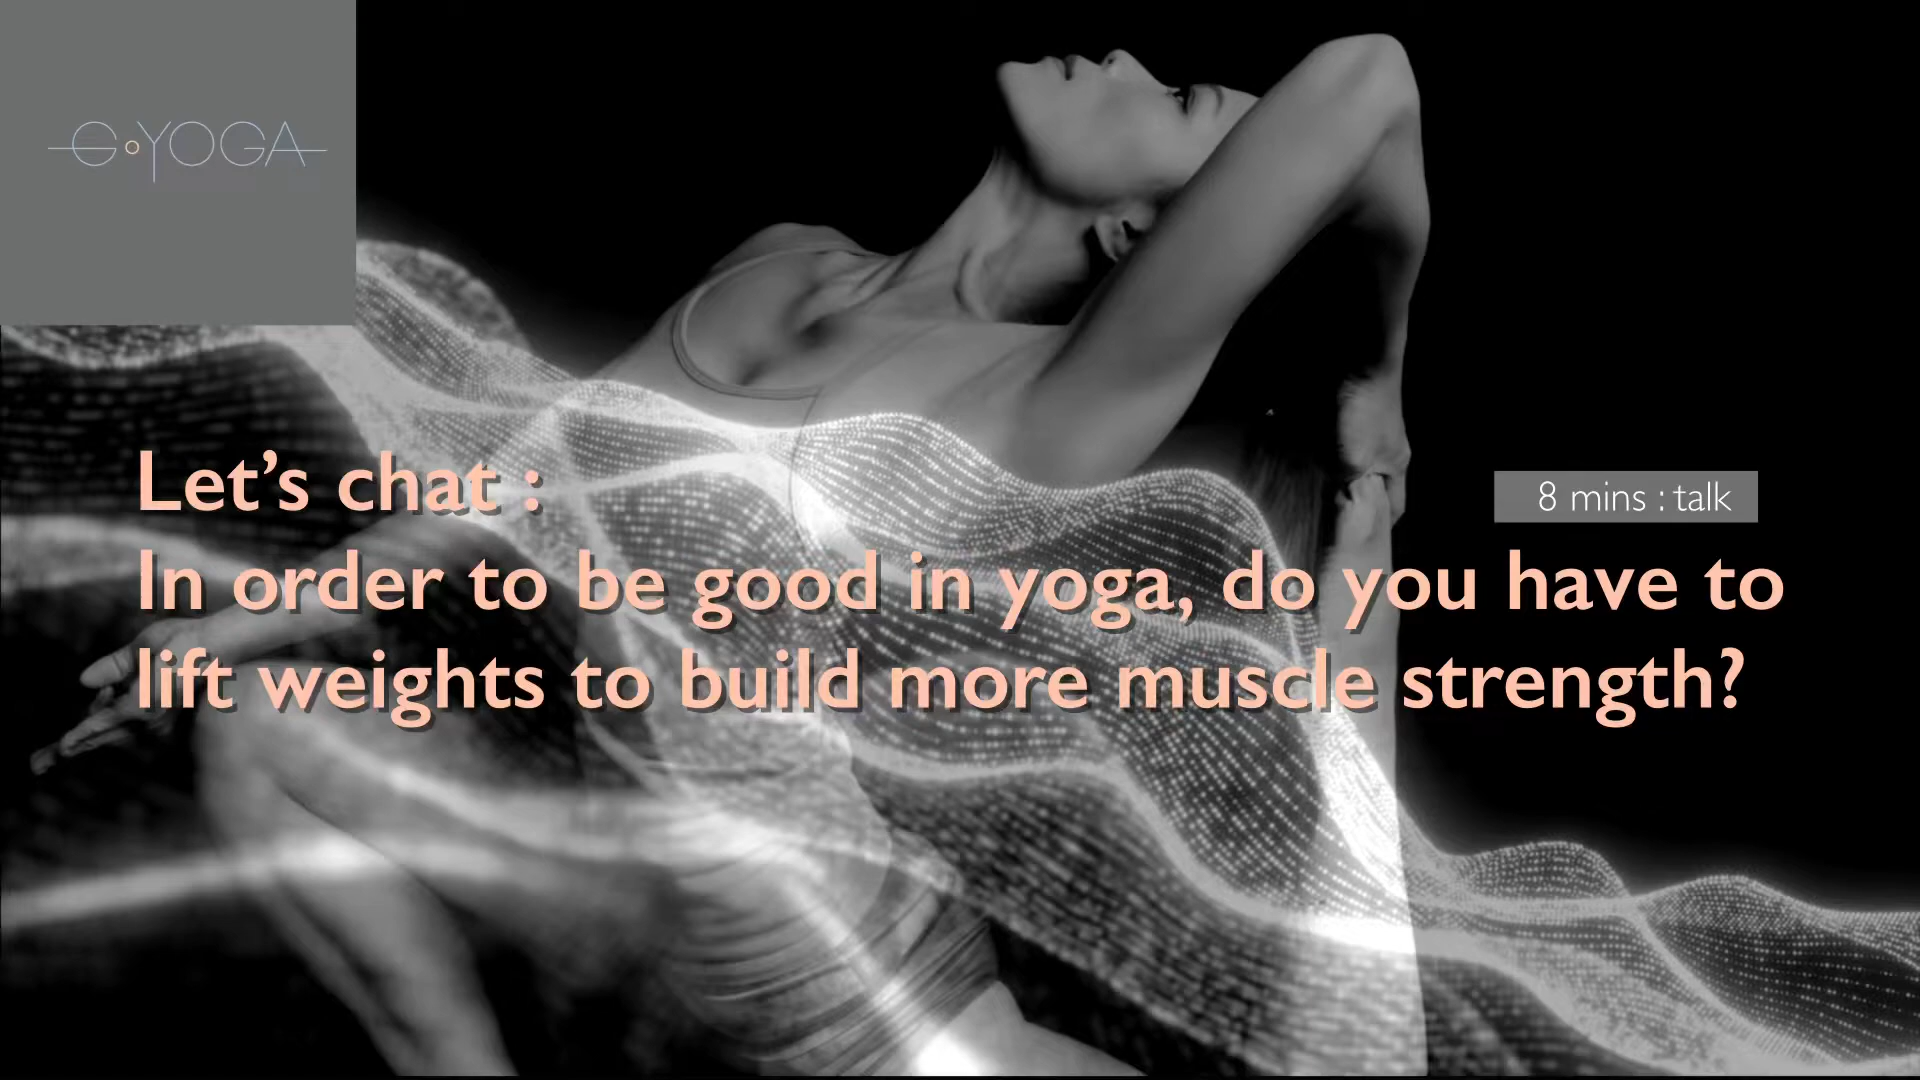 G•YOGA
Let's chat :
8 mins : talk
In order to be good in yoga, do you have to
lift weights to build more muscle strength?